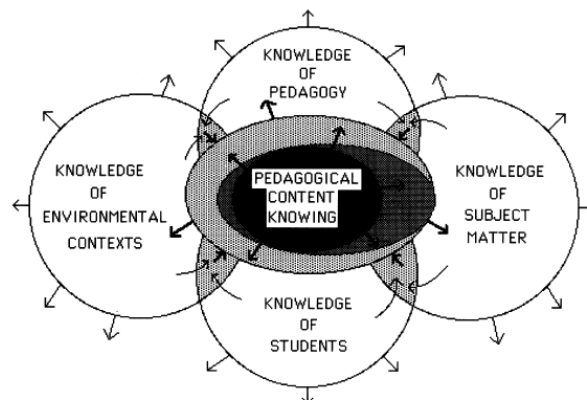 KNOWLEDGE
OF
PEDAGOGY
KNOWLEDGE
OF
ENVIRONMENTAL
CONTEXTS
PEDAGOGICAL
CONTENT
KNOWING
KNOWLEDGE
OF
SUBJECT
MATTER
KNOWLEDGE
OF
STUDENTS